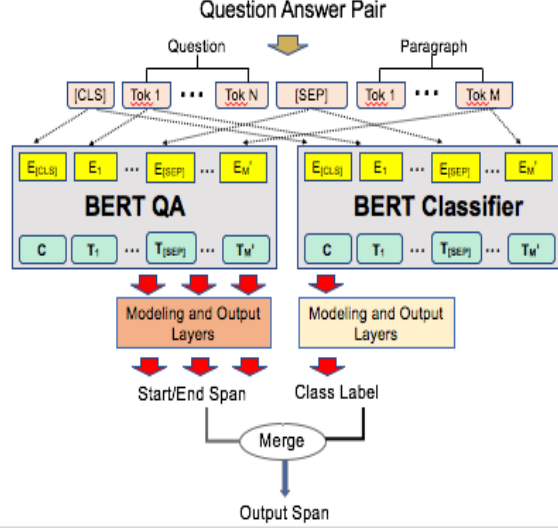 Question Answer Pair
Question Paragraph
[CLS] Tok 1 ••• Tok N [SEP] Tok 1 ••• Tok M
E[CLS] E1 ... E[SEP] ... EM' E[CLS] E1 ... E[SEP] ... EM'
BERT QA BERT Classifier
C T1 ... T[SEP] ... TM' C T1 ... T[SEP] ... TM'
Modeling and Output Modeling and Output
Layers Layers
Start/End Span Class Label
Merge
Output Span